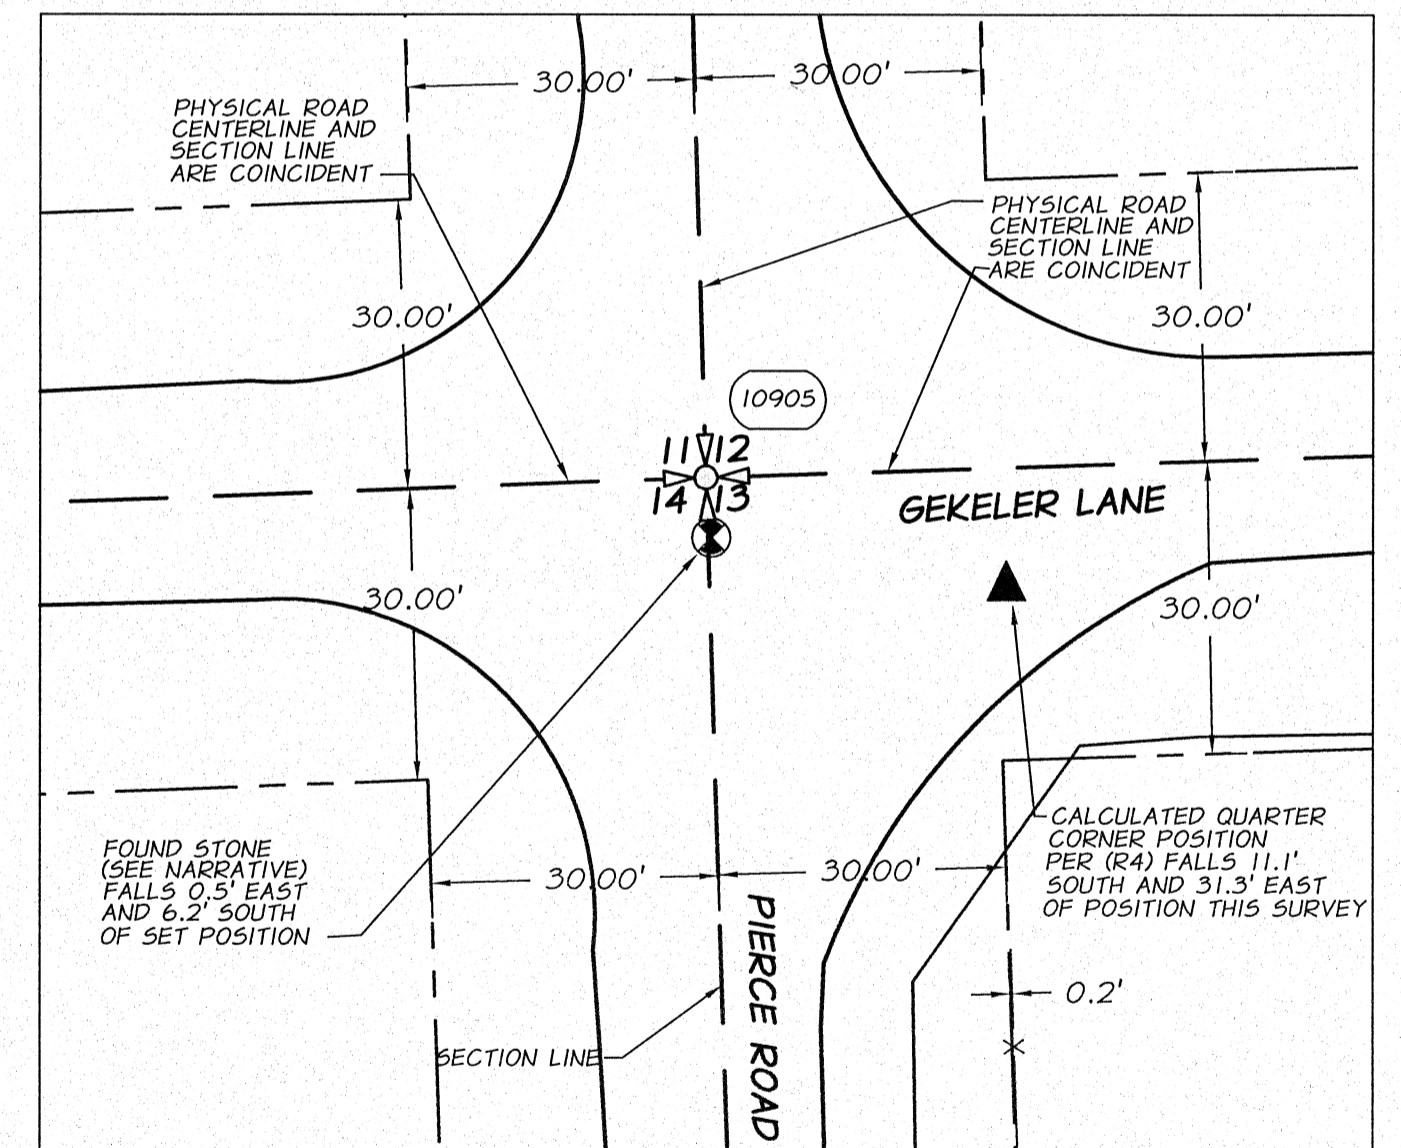 30.00'
30.00'
PHYSICAL ROAD
CENTERLINE AND
SECTION LINE
ARE COINCIDENT
PHYSICAL ROAD
CENTERLINE AND
SECTION LINE
ARE COINCIDENT
30.00'
30.00'
10905
11 12
14 13
GEKELER LANE
30.00'
30.00'
FOUND STONE
(SEE NARRATIVE)
FALLS 0.5' EAST
AND 6.2' SOUTH
OF SET POSITION
CALCULATED QUARTER
CORNER POSITION
PER (R4) FALLS 11.1'
SOUTH AND 31.3' EAST
OF POSITION THIS SURVEY
30.00'
30.00'
PIERCE ROAD
0.2'
SECTION LINE